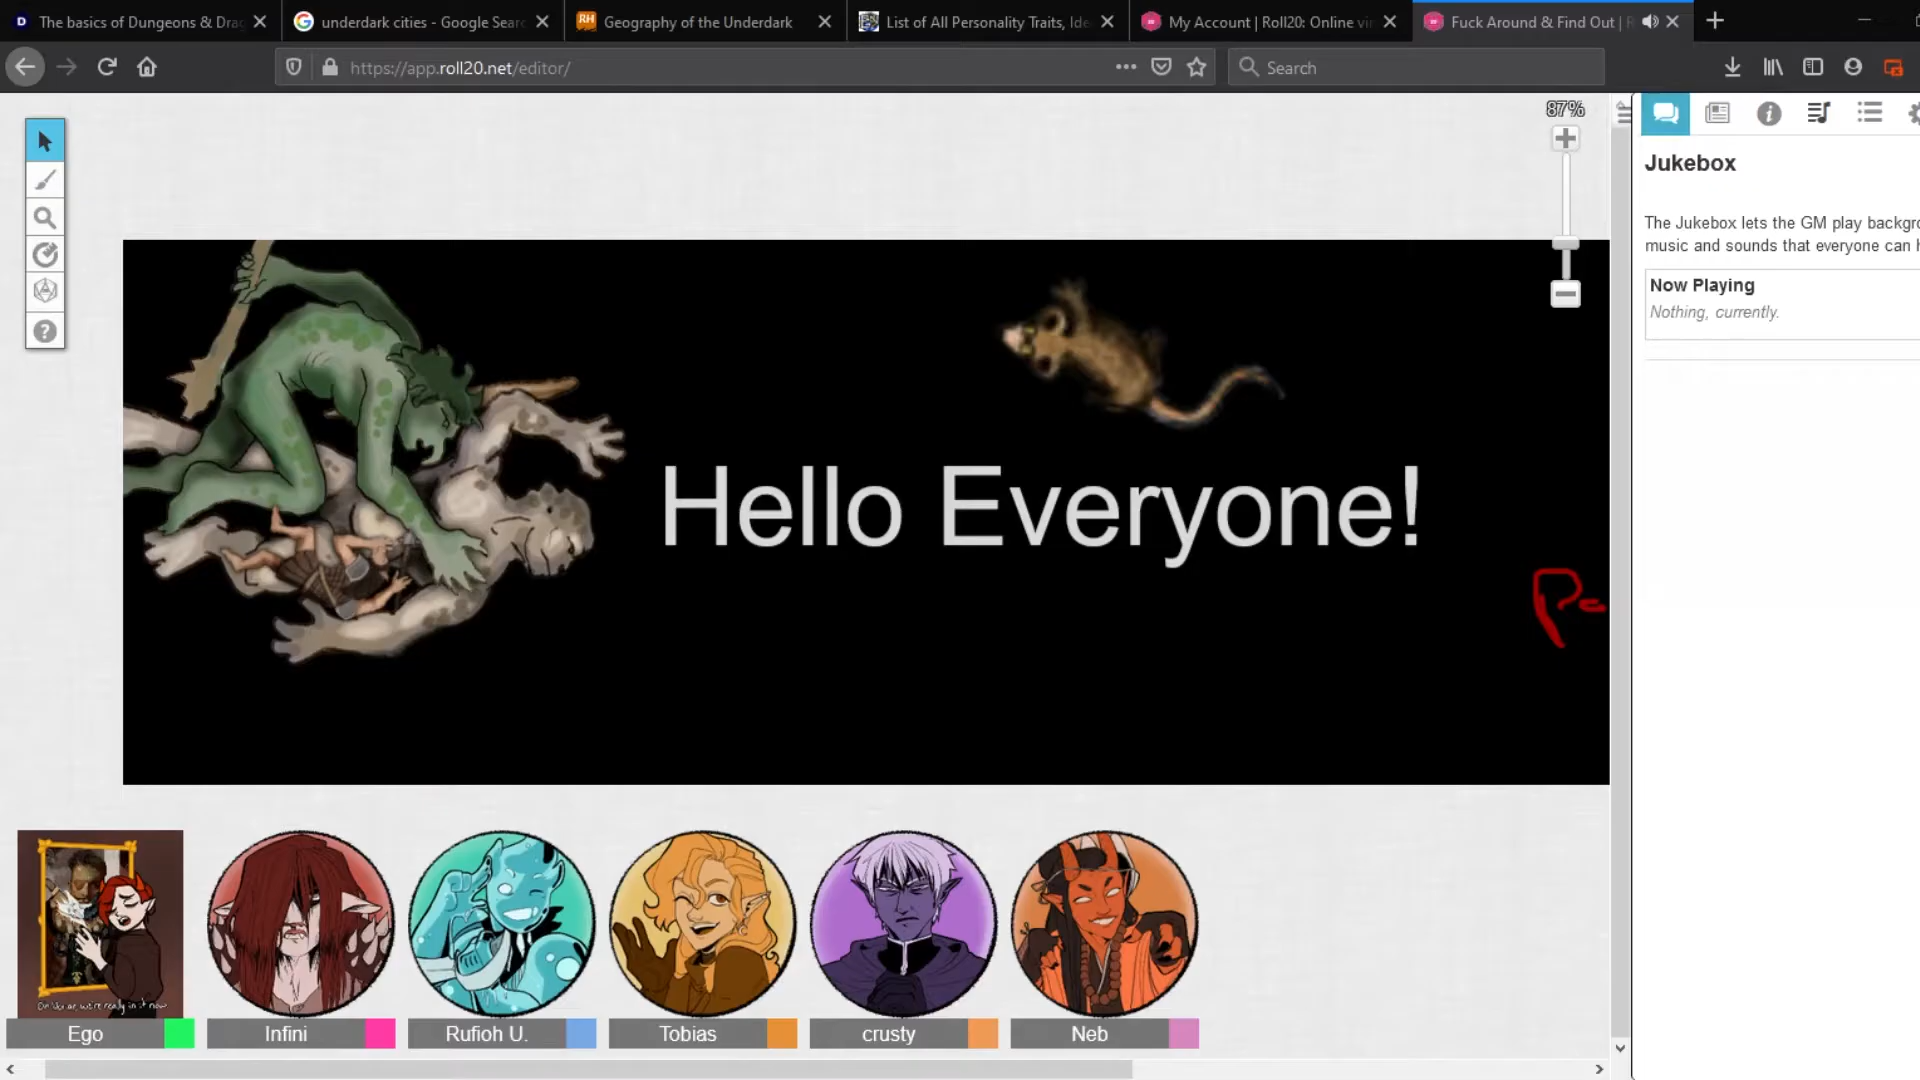 The basics of Dungeons & Drag
underdark cities - Google Sear
Geography of the Underdark
List of All Personality Traits, Ide
My Account | Roll20: Online vir
Fuck Around & Find Out |
https://app.roll20.net/editor/
Search
87%
Jukebox
The Jukebox lets the GM play backgro
music and sounds that everyone can h
Now Playing
Nothing, currently.
Hello Everyone!
Ego
Infini
Rufioh U.
Tobias
crusty
Neb